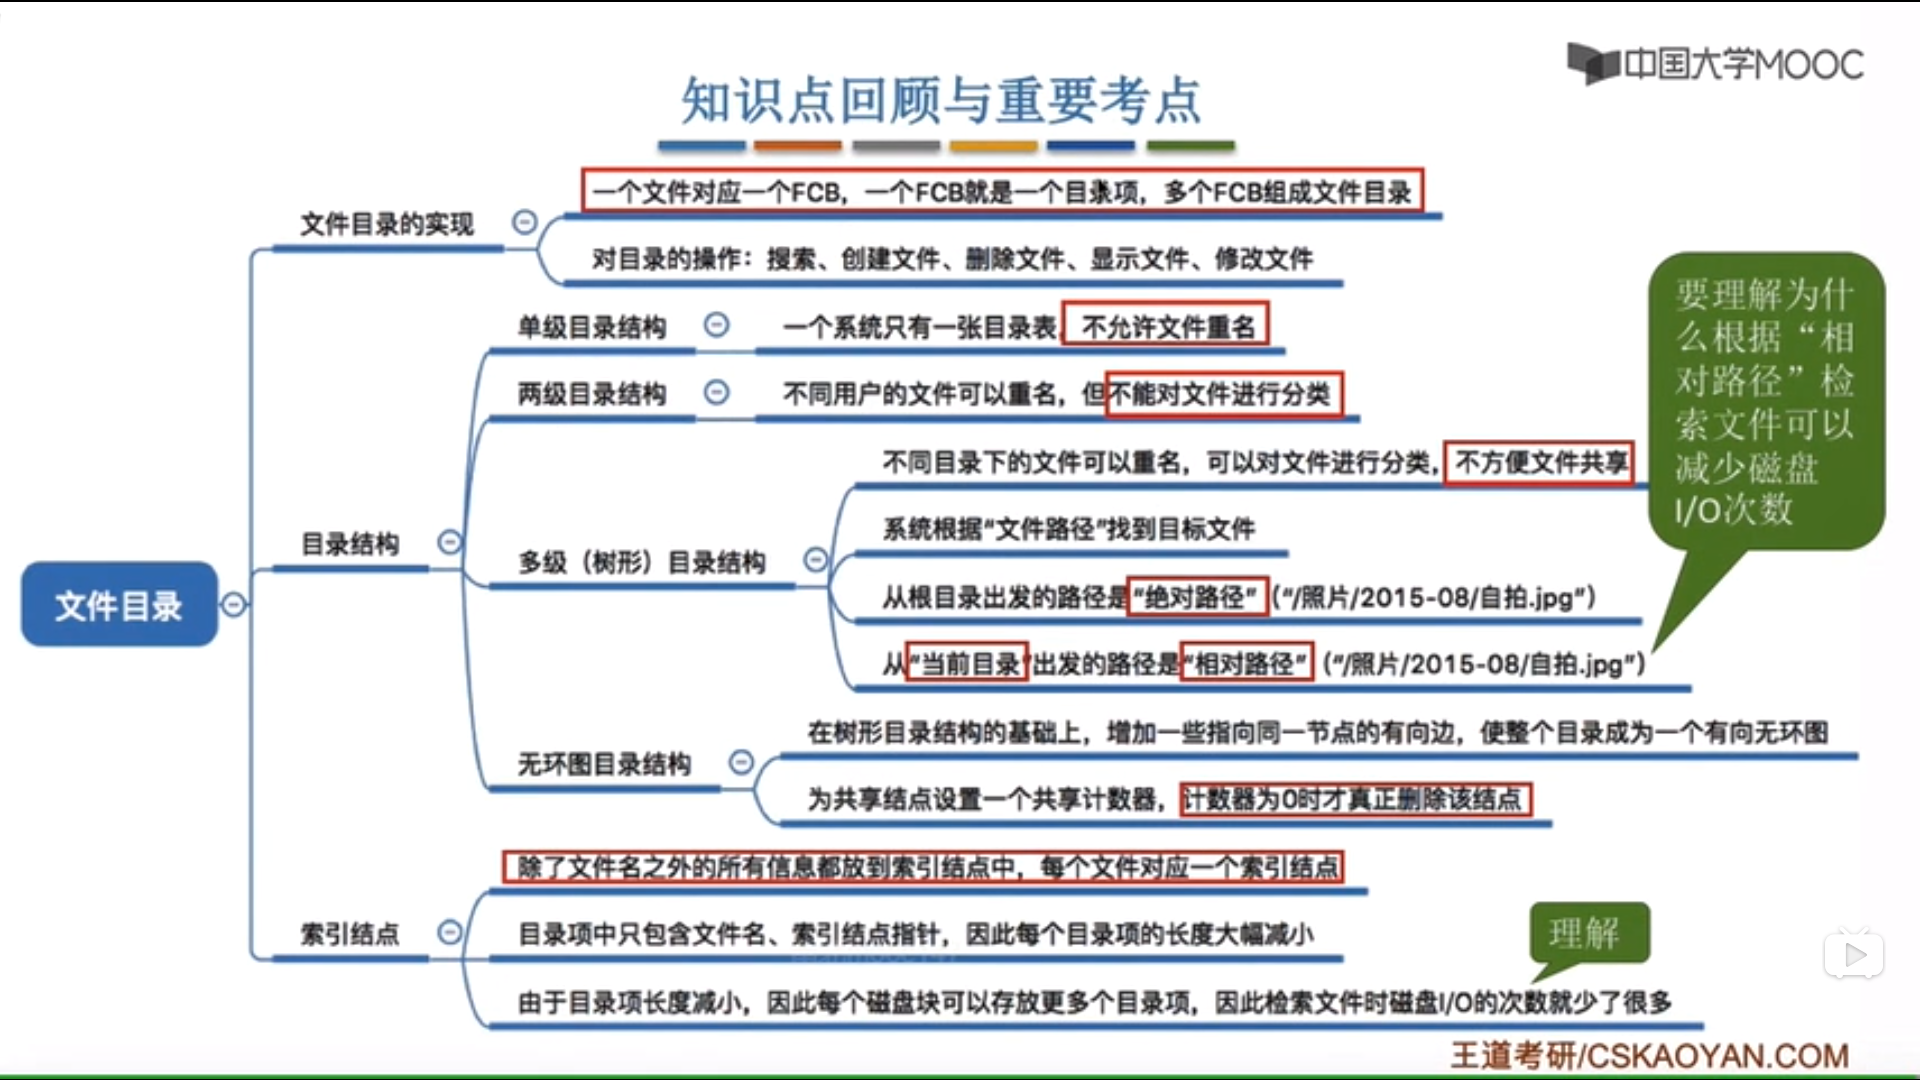 中国大学MOOC
知识点回顾与重要考点
一个文件对应一个FCB，一个FCB就是一个目录项，多个FCB组成文件目录
文件目录的实现
对目录的操作：搜索、创建文件、删除文件、显示文件、修改文件
单级目录结构
一个系统只有一张目录表，不允许文件重名
两级目录结构
不同用户的文件可以重名，但不能对文件进行分类
不同目录下的文件可以重名，可以对文件进行分类，不方便文件共享
系统根据“文件路径”找到目标文件
目录结构
多级（树形）目录结构
从根目录出发的路径是“绝对路径”（“/照片/2015-08/自拍.jpg”）
从“当前目录”出发的路径是“相对路径”（“/照片/2015-08/自拍.jpg”）
要理解为什
么根据“相
对路径”检
索文件可以
减少磁盘
I/O次数
文件目录
在树形目录结构的基础上，增加一些指向同一节点的有向边，使整个目录成为一个有向无环图
无环图目录结构
为共享结点设置一个共享计数器，计数器为0时才真正删除该结点
除了文件名之外的所有信息都放到索引结点中，每个文件对应一个索引结点
索引结点
目录项中只包含文件名、索引结点指针，因此每个目录项的长度大幅减小
理解
由于目录项长度减小，因此每个磁盘块可以存放更多个目录项，因此检索文件时磁盘I/O的次数就少了很多
王道考研/CSKAOYAN.COM